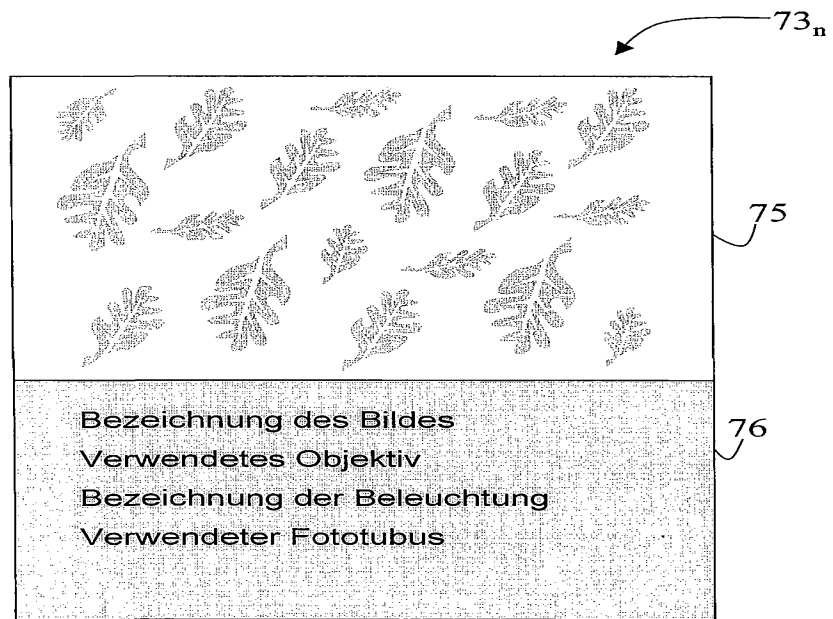 73n
75
Bezeichnung des Bildes
76
Verwendetes Objektiv
Bezeichnung der Beleuchtung
Verwendeter Fototubus